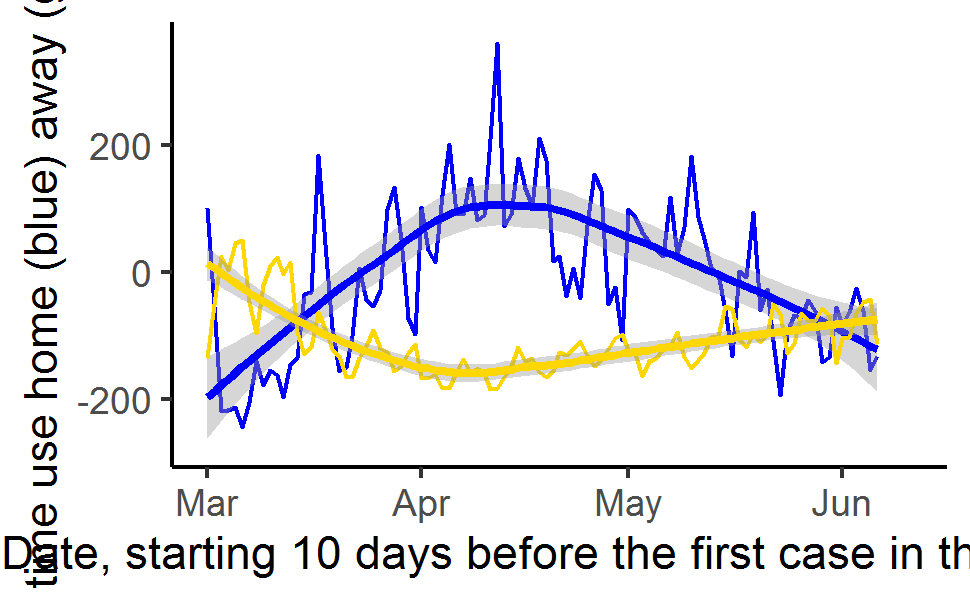 time use home (blue) away (
200
0
-200
Mar Apr May Jun
Date, starting 10 days before the first case in th